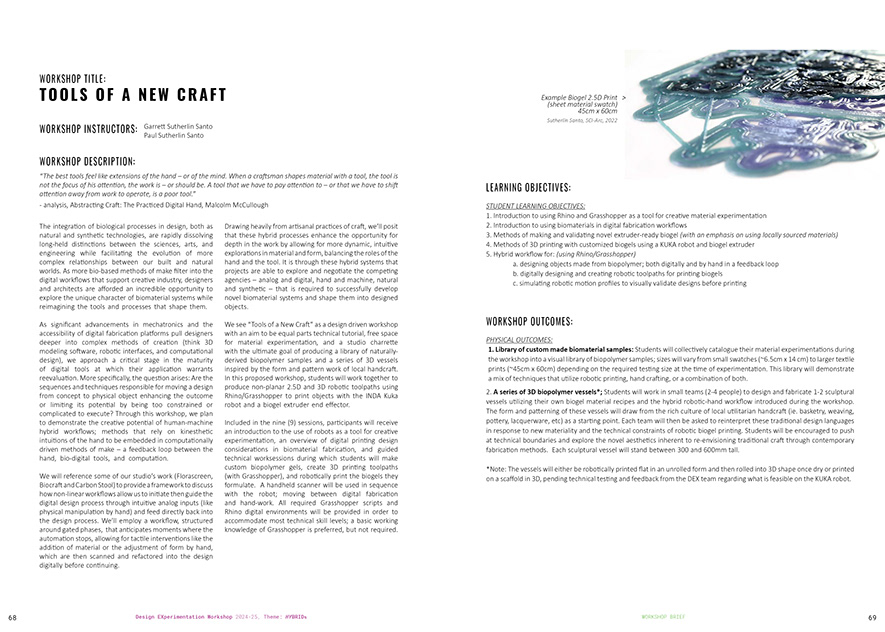 WORKSHOP TITLE:
TOOLS OF A NEW CRAFT
WORKSHOP INSTRUCTORS:
Garrett Sutherlin Santo
Paul Sutherlin Santo
WORKSHOP DESCRIPTION:
"The best tools feel like extensions of the hand – or of the mind. When a craftsman shapes material with a tool, the tool is
not the focus of his attention, the work is – or should be. A tool that we have to pay attention to – or that we have to shift
attention away from work to operate, is a poor tool."
- analysis, Abstracting Craft: The Practiced Digital Hand, Malcolm McCullough
The integration of biological processes in design, both as
natural and synthetic technologies, are rapidly dissolving
long-held distinctions between the sciences, arts, and
engineering while facilitating the evolution of more
complex relationships between our built and natural
worlds. As more bio-based methods of make filter into the
digital workflows that support creative industry, designers
and architects are afforded an incredible opportunity to
explore the unique character of biomaterial systems while
reimagining the tools and processes that shape them.
As significant advancements in mechatronics and the
accessibility of digital fabrication platforms pull designers
deeper into complex methods of creation (think 3D
modeling software, robotic interfaces, and computational
design), we approach a critical stage in the maturity
of digital tools at which their application warrants
reevaluation. More specifically, the question arises: Are the
sequences and techniques responsible for moving a design
from concept to physical object enhancing the outcome
or limiting its potential by being too constrained or
complicated to execute? Through this workshop, we plan
to demonstrate the creative potential of human-machine
hybrid workflows; methods that rely on kinesthetic
intuitions of the hand to be embedded in computationally
driven methods of make – a feedback loop between the
hand, bio-digital tools, and computation.
We will reference some of our studio's work (Florascreen,
Biocraft and Carbon Stool) to provide a framework to discuss
how non-linear workflows allow us to initiate then guide the
digital design process through intuitive analog inputs (like
physical manipulation by hand) and feed directly back into
the design process. We'll employ a workflow, structured
around gated phases, that anticipates moments where the
automation stops, allowing for tactile interventions like the
addition of material or the adjustment of form by hand,
which are then scanned and refactored into the design
digitally before continuing.
Drawing heavily from artisanal practices of craft, we'll posit
that these hybrid processes enhance the opportunity for
depth in the work by allowing for more dynamic, intuitive
explorations in material and form, balancing the roles of the
hand and the tool. It is through these hybrid systems that
projects are able to explore and negotiate the competing
agencies – analog and digital, hand and machine, natural
and synthetic – that is required to successfully develop
novel biomaterial systems and shape them into designed
objects.
We see "Tools of a New Craft" as a design driven workshop
with an aim to be equal parts technical tutorial, free space
for material experimentation, and a studio charrette
with the ultimate goal of producing a library of naturally-
derived biopolymer samples and a series of 3D vessels
inspired by the form and pattern work of local handcraft.
In this proposed workshop, students will work together to
produce non-planar 2.5D and 3D robotic toolpaths using
Rhino/Grasshopper to print objects with the INDA Kuka
robot and a biogel extruder end effector.
Included in the nine (9) sessions, participants will receive
an introduction to the use of robots as a tool for creative
experimentation, an overview of digital printing design
considerations in biomaterial fabrication, and guided
technical worksessions during which students will make
custom biopolymer gels, create 3D printing toolpaths
(with Grasshopper), and robotically print the biogels they
formulate. A handheld scanner will be used in sequence
with the robot; moving between digital fabrication
and hand-work. All required Grasshopper scripts and
Rhino digital environments will be provided in order to
accommodate most technical skill levels; a basic working
knowledge of Grasshopper is preferred, but not required.
68
Design EXperimentation Workshop 2024-25, Theme: HYBRIDs
Example Biogel 2.5D Print >
(sheet material swatch)
45cm x 60cm
Sutherlin Santo, SCI-Arc, 2022
LEARNING OBJECTIVES:
STUDENT LEARNING OBJECTIVES:
1. Introduction to using Rhino and Grasshopper as a tool for creative material experimentation
2. Introduction to using biomaterials in digital fabrication workflows
3. Methods of making and validating novel extruder-ready biogel (with an emphasis on using locally sourced materials)
4. Methods of 3D printing with customized biogels using a KUKA robot and biogel extruder
5. Hybrid workflow for: (using Rhino/Grasshopper)
a. designing objects made from biopolymer; both digitally and by hand in a feedback loop
b. digitally designing and creating robotic toolpaths for printing biogels
c. simulating robotic motion profiles to visually validate designs before printing
WORKSHOP OUTCOMES:
PHYSICAL OUTCOMES:
1. Library of custom made biomaterial samples: Students will collectively catalogue their material experimentations during
the workshop into a visual library of biopolymer samples; sizes will vary from small swatches (~6.5cm x 14 cm) to larger textile
prints (~45cm x 60cm) depending on the required testing size at the time of experimentation. This library will demonstrate
a mix of techniques that utilize robotic printing, hand crafting, or a combination of both.
2. A series of 3D biopolymer vessels*; Students will work in small teams (2-4 people) to design and fabricate 1-2 sculptural
vessels utilizing their own biogel material recipes and the hybrid robotic-hand workflow introduced during the workshop.
The form and patterning of these vessels will draw from the rich culture of local utilitarian handcraft (ie. basketry, weaving,
pottery, lacquerware, etc) as a starting point. Each team will then be asked to reinterpret these traditional design languages
in response to new materiality and the technical constraints of robotic biogel printing. Students will be encouraged to push
at technical boundaries and explore the novel aesthetics inherent to re-envisioning traditional craft through contemporary
fabrication methods. Each sculptural vessel will stand between 300 and 600mm tall.
*Note: The vessels will either be robotically printed flat in an unrolled form and then rolled into 3D shape once dry or printed
on a scaffold in 3D, pending technical testing and feedback from the DEX team regarding what is feasible on the KUKA robot.
WORKSHOP BRIEF
69